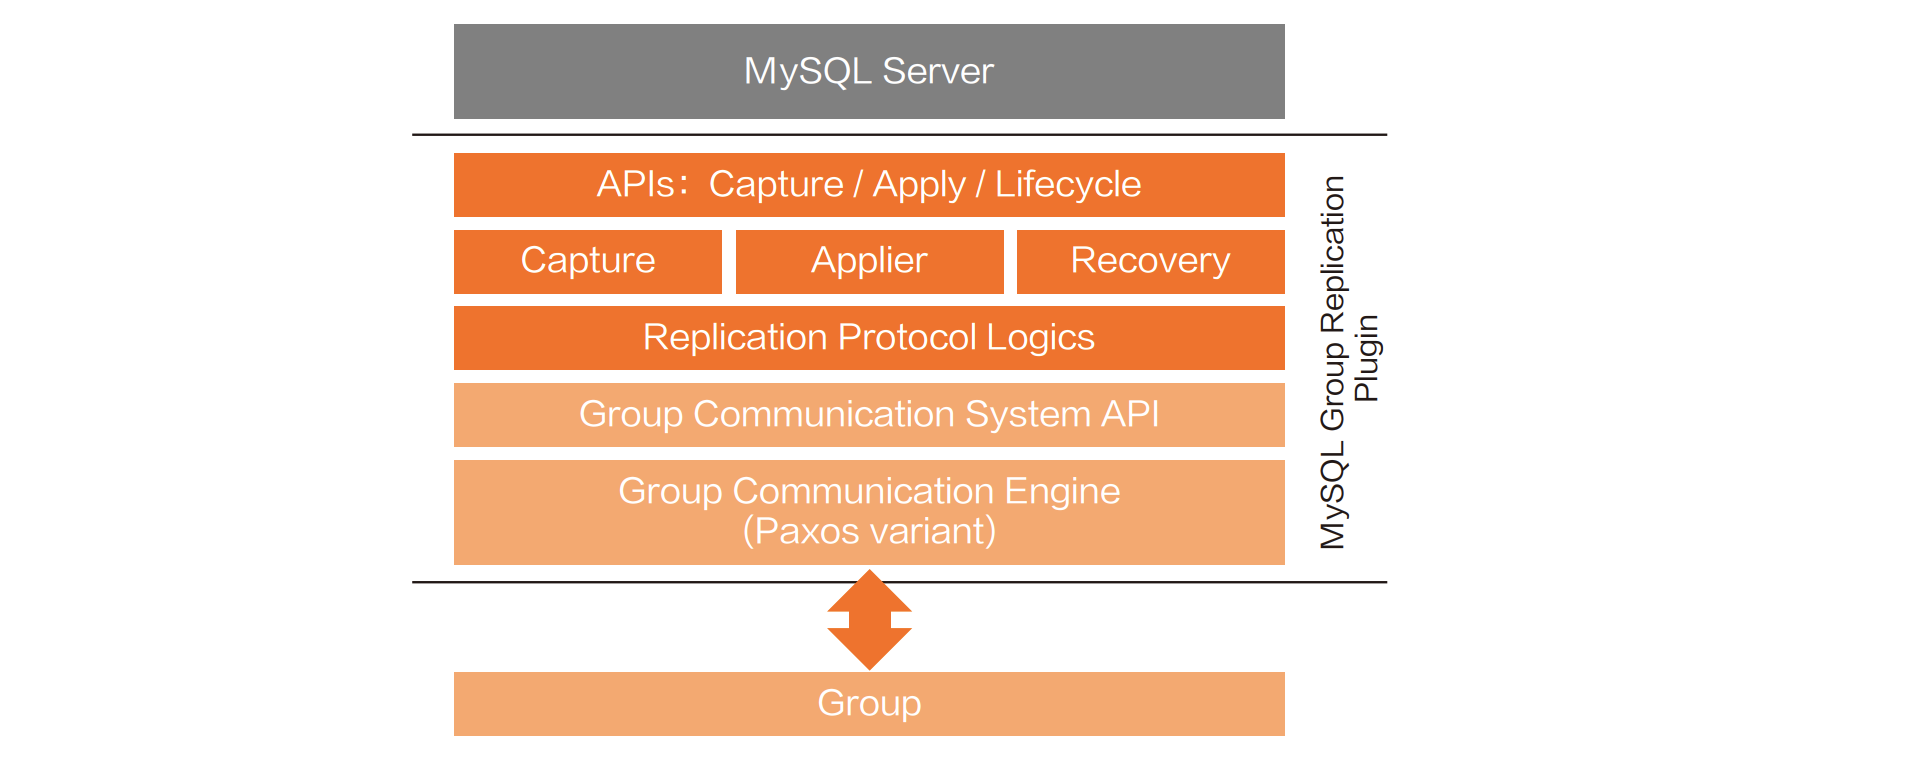 MySQL Server
APIs：Capture / Apply / Lifecycle
Capture
Applier
Recovery
Replication Protocol Logics
Group Communication System API
Group Communication Engine
(Paxos variant)
MySQL Group Replication
Plugin
Group